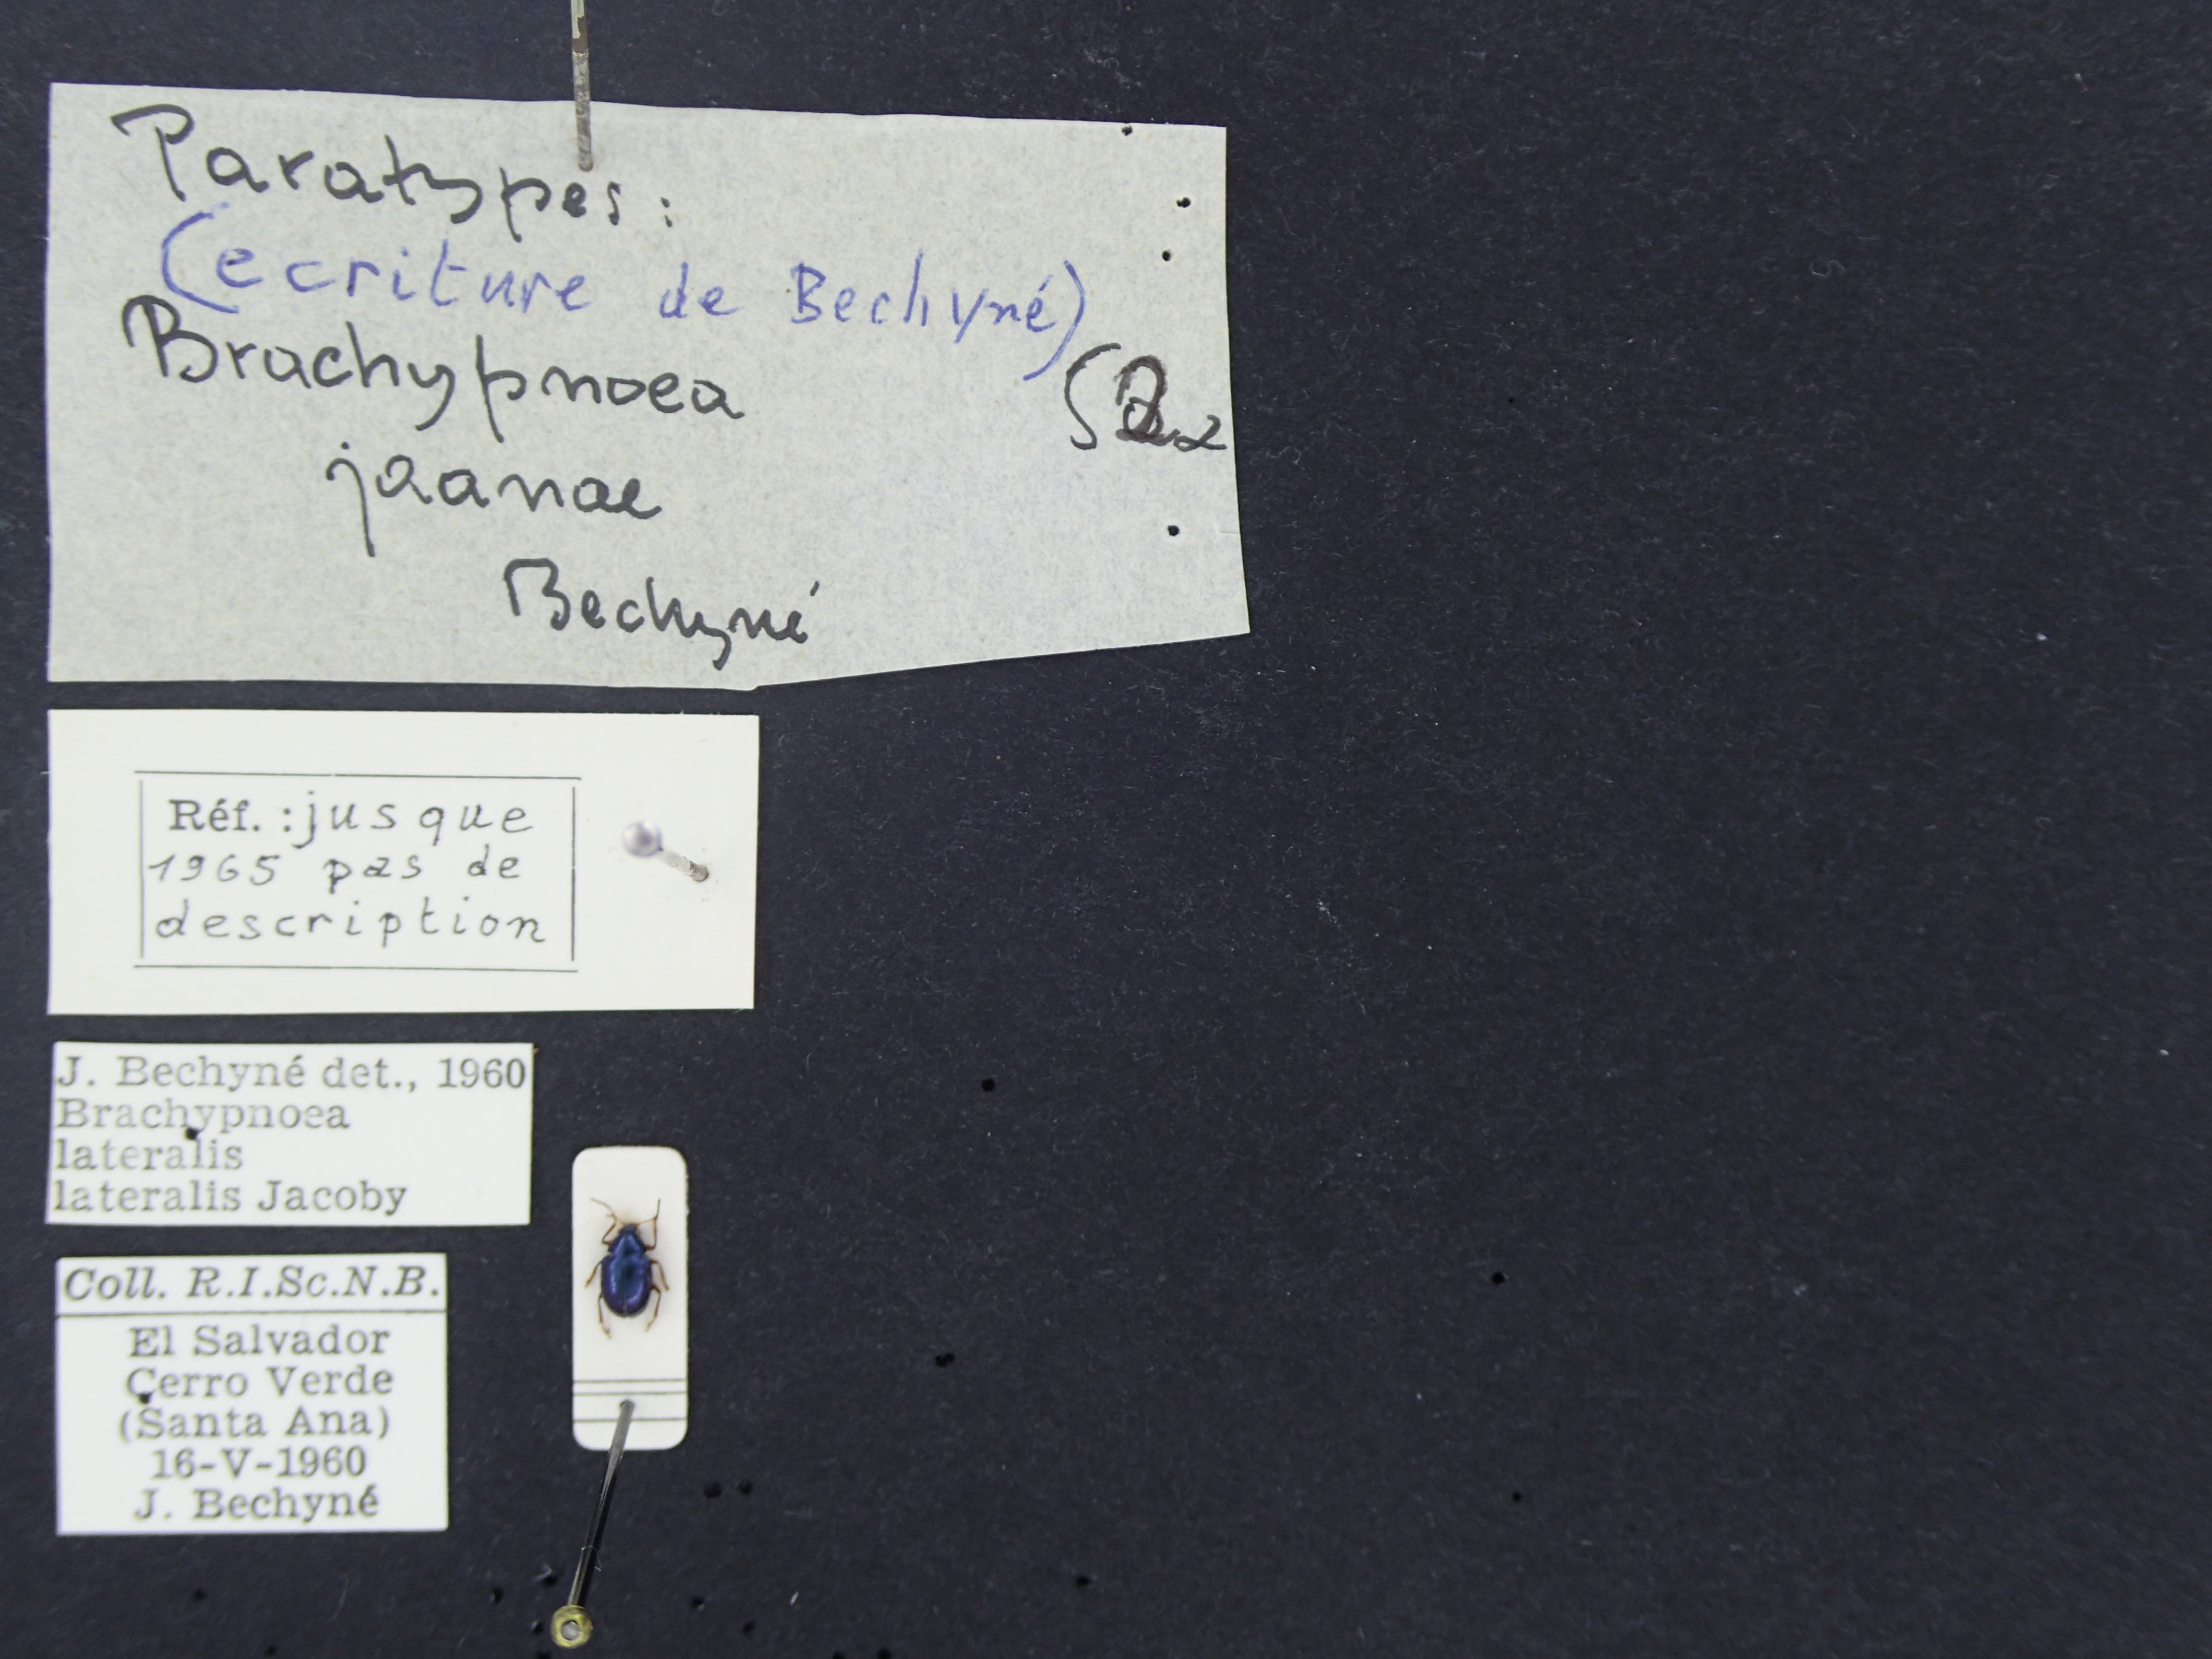 Paratypes:
(ecriture de Bechyné)
Brachypnoea
jaanae
Bechyné
Réf.: jusque
1965 pas de
description
J. Bechyné det., 1960
Brachypnoea
lateralis
lateralis Jacoby
Coll. R.I.Sc.N.B.
El Salvador
Cerro Verde
(Santa Ana)
16-V-1960
J. Bechyné